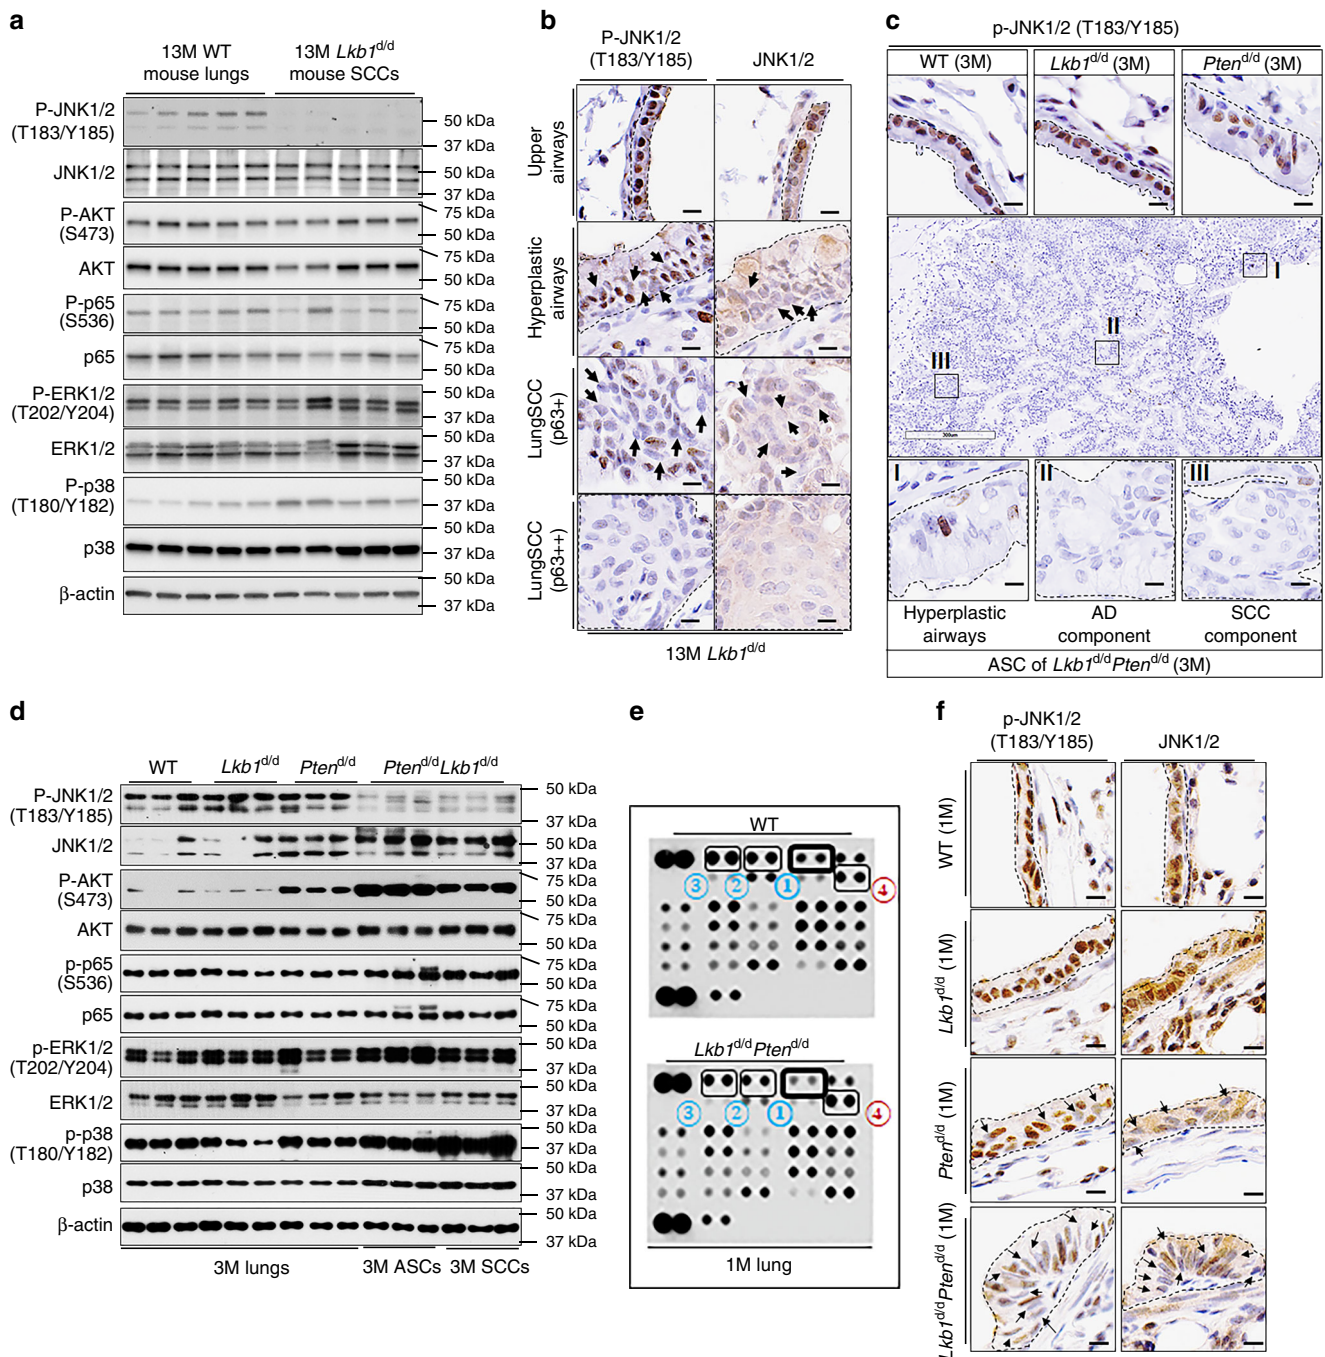 a
13M WT
mouse lungs
13M Lkb1d/d
mouse SCCs
P-JNK1/2
(T183/Y185)
50 kDa
37 kDa
JNK1/2
50 kDa
37 kDa
P-AKT
(S473)
75 kDa
50 kDa
AKT
75 kDa
50 kDa
P-p65
(S536)
75 kDa
50 kDa
p65
75 kDa
50 kDa
P-ERK1/2
(T202/Y204)
50 kDa
37 kDa
ERK1/2
50 kDa
37 kDa
P-p38
(T180/Y182)
50 kDa
37 kDa
p38
50 kDa
37 kDa
β-actin
50 kDa
37 kDa
b
P-JNK1/2
(T183/Y185)
JNK1/2
Upper
airways
Hyperplastic
airways
LungSCC
(p63+)
LungSCC
(p63++)
13M Lkb1d/d
c
p-JNK1/2 (T183/Y185)
WT (3M)
Lkb1d/d (3M)
Ptend/d (3M)
I
II
III
300um
I
II
III
Hyperplastic
airways
AD
component
SCC
component
ASC of Lkb1d/dPtend/d (3M)
d
WT
Lkb1d/d
Ptend/d
Ptend/dLkb1d/d
P-JNK1/2
(T183/Y185)
50 kDa
37 kDa
JNK1/2
50 kDa
37 kDa
P-AKT
(S473)
75 kDa
50 kDa
AKT
75 kDa
50 kDa
p-p65
(S536)
75 kDa
50 kDa
p65
75 kDa
50 kDa
p-ERK1/2
(T202/Y204)
50 kDa
37 kDa
ERK1/2
50 kDa
37 kDa
p-p38
(T180/Y182)
50 kDa
37 kDa
p38
50 kDa
37 kDa
β-actin
50 kDa
37 kDa
3M lungs
3M ASCs
3M SCCs
e
WT
3
2
1
4
Lkb1d/dPtend/d
3
2
1
4
1M lung
f
p-JNK1/2
(T183/Y185)
JNK1/2
WT (1M)
Lkb1d/d (1M)
Ptend/d (1M)
Lkb1d/dPtend/d (1M)